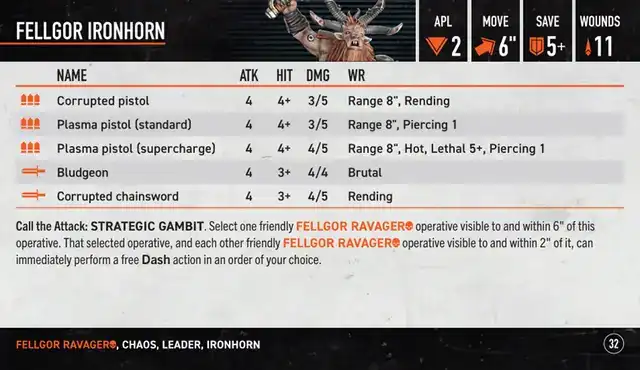 FELLGOR IRONHORN
APL 2
MOVE 6"
SAVE 5+
WOUNDS 11
NAME ATK HIT DMG WR
Corrupted pistol 4 4+ 3/5 Range 8", Rending
Plasma pistol (standard) 4 4+ 3/5 Range 8", Piercing 1
Plasma pistol (supercharge) 4 4+ 4/5 Range 8", Hot, Lethal 5+, Piercing 1
Bludgeon 4 3+ 4/4 Brutal
Corrupted chainsword 4 3+ 4/5 Rending
Call the Attack: STRATEGIC GAMBIT. Select one friendly FELLGOR RAVAGER operative visible to and within 6" of this
operative. That selected operative, and each other friendly FELLGOR RAVAGER operative visible to and within 2" of it, can
immediately perform a free Dash action in an order of your choice.
FELLGOR RAVAGER, CHAOS, LEADER, IRONHORN
32